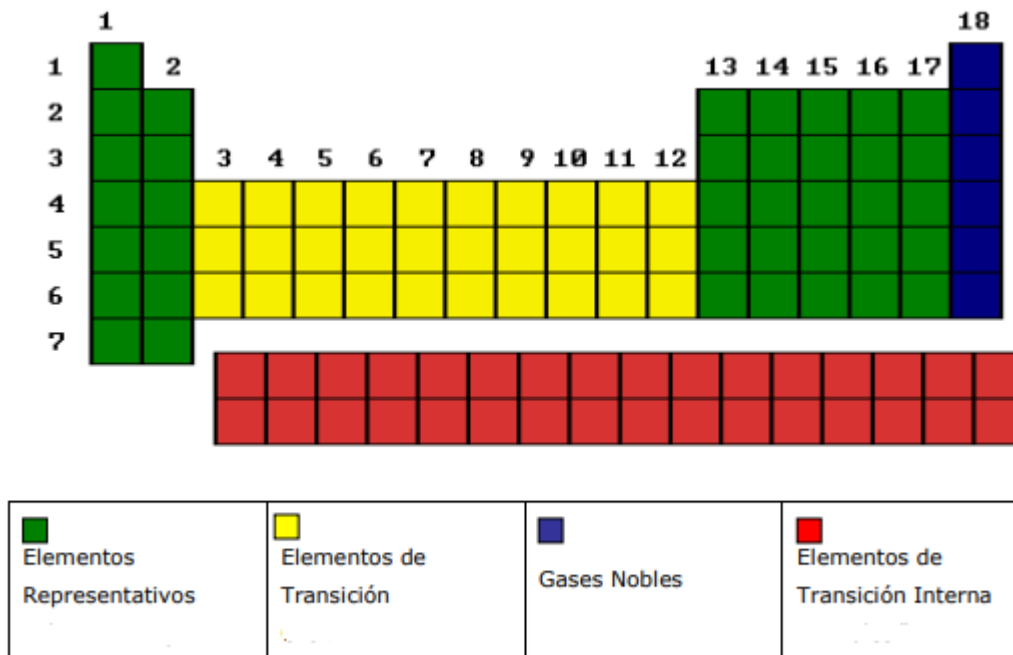 1 18
1 2 13 14 15 16 17
2
3 3 4 5 6 7 8 9 10 11 12
4
5
6
7
Elementos
Representativos
Elementos de
Transición
Gases Nobles
Elementos de
Transición Interna